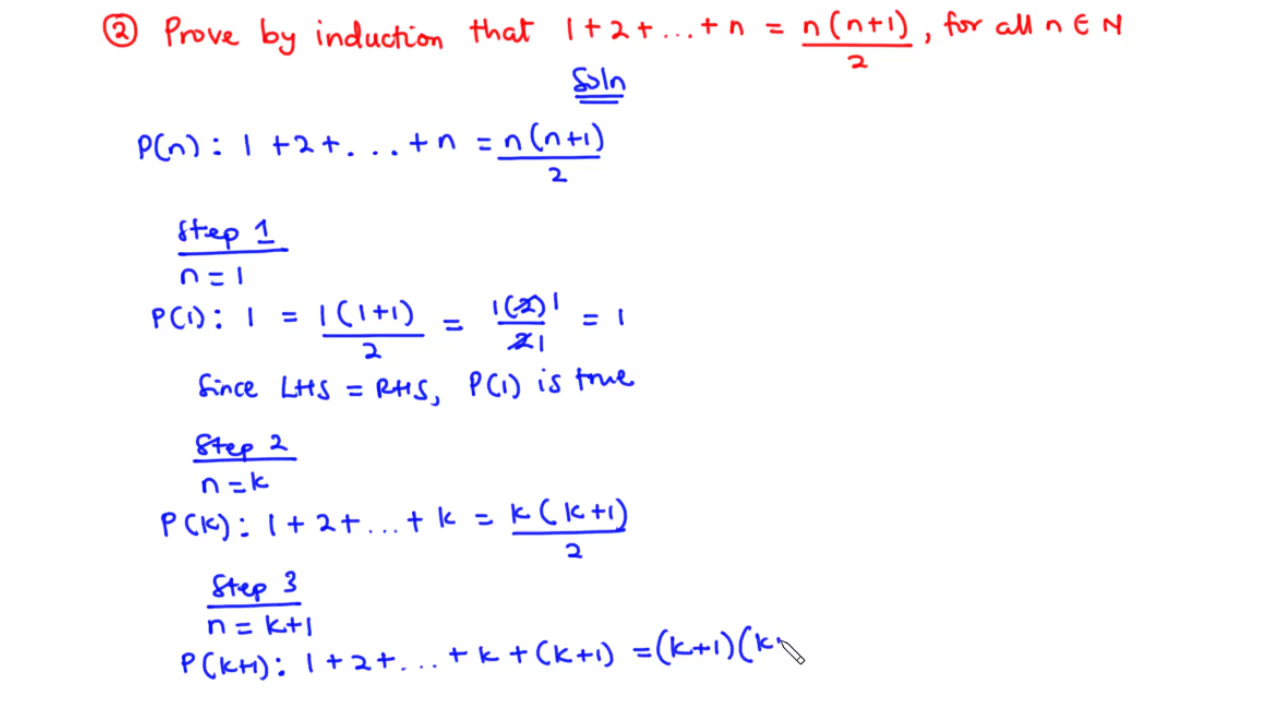 ② Prove by induction that 1+2+...+n = n(n+1)/2, for all n ∈ N
Soln
P(n): 1+2+...+n = n(n+1)/2
Step 1
n=1
P(1): 1 = 1(1+1)/2 = 1(2)1/21 = 1
Since LHS = RHS, P(1) is true
Step 2
n=k
P(k): 1+2+...+k = k(k+1)/2
Step 3
n=k+1
P(k+1): 1+2+...+k+(k+1) =(k+1)(k